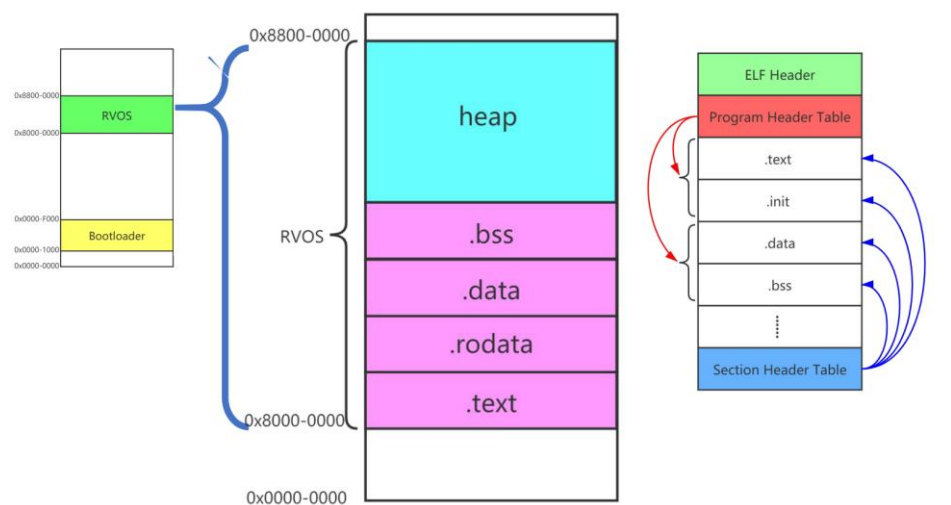 0x8800-0000
RVOS
0x8000-0000
0x0000-F000
Bootloader
0x0000-1000
0x0000-0000
0x8800-0000
heap
.bss
RVOS
.data
.rodata
.text
0x8000-0000
0x0000-0000
ELF Header
Program Header Table
.text
.init
.data
.bss
Section Header Table